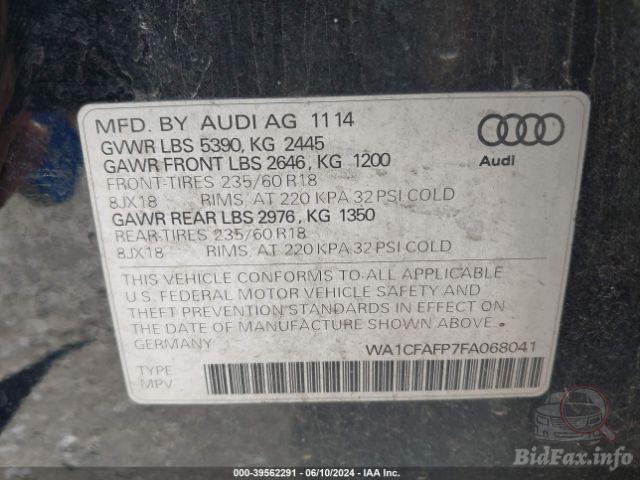 MFD. BY AUDI AG 11 14
GVWR LBS 5390, KG 2445
GAWR FRONT LBS 2646, KG 1200
FRONT-TIRES 235/60 R18
8JX18 RIMS, AT 220 KPA 32 PSI COLD
GAWR REAR LBS 2976, KG 1350
REAR-TIRES 235/60 R18
8JX18 RIMS, AT 220 KPA 32 PSI COLD
Audi
THIS VEHICLE CONFORMS TO ALL APPLICABLE
U.S. FEDERAL MOTOR VEHICLE SAFETY AND
THEFT PREVENTION STANDARDS IN EFFECT ON
THE DATE OF MANUFACTURE SHOWN ABOVE.
GERMANY
WA1CFAFP7FA068041
TYPE
MPV
000-39562291 - 06/10/2024 - IAA Inc.
BidFax.info